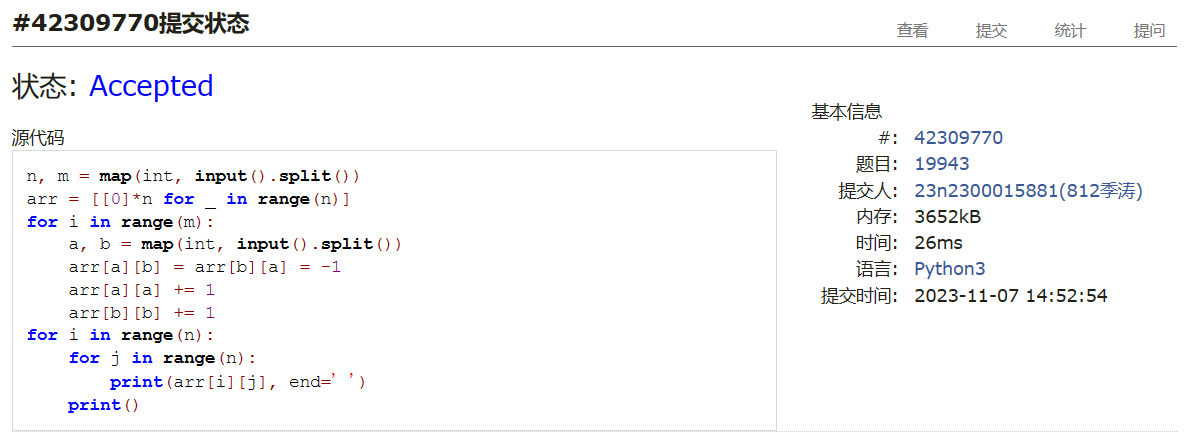 #42309770提交状态
查看 提交 统计 提问
状态: Accepted
源代码
n, m = map(int, input().split())
arr = [[0]*n for _ in range(n)]
for i in range(m):
    a, b = map(int, input().split())
    arr[a][b] = arr[b][a] = -1
    arr[a][a] += 1
    arr[b][b] += 1
for i in range(n):
    for j in range(n):
        print(arr[i][j], end=' ')
    print()
基本信息
#: 42309770
题目: 19943
提交人: 23n2300015881(812季涛)
内存: 3652kB
时间: 26ms
语言: Python3
提交时间: 2023-11-07 14:52:54